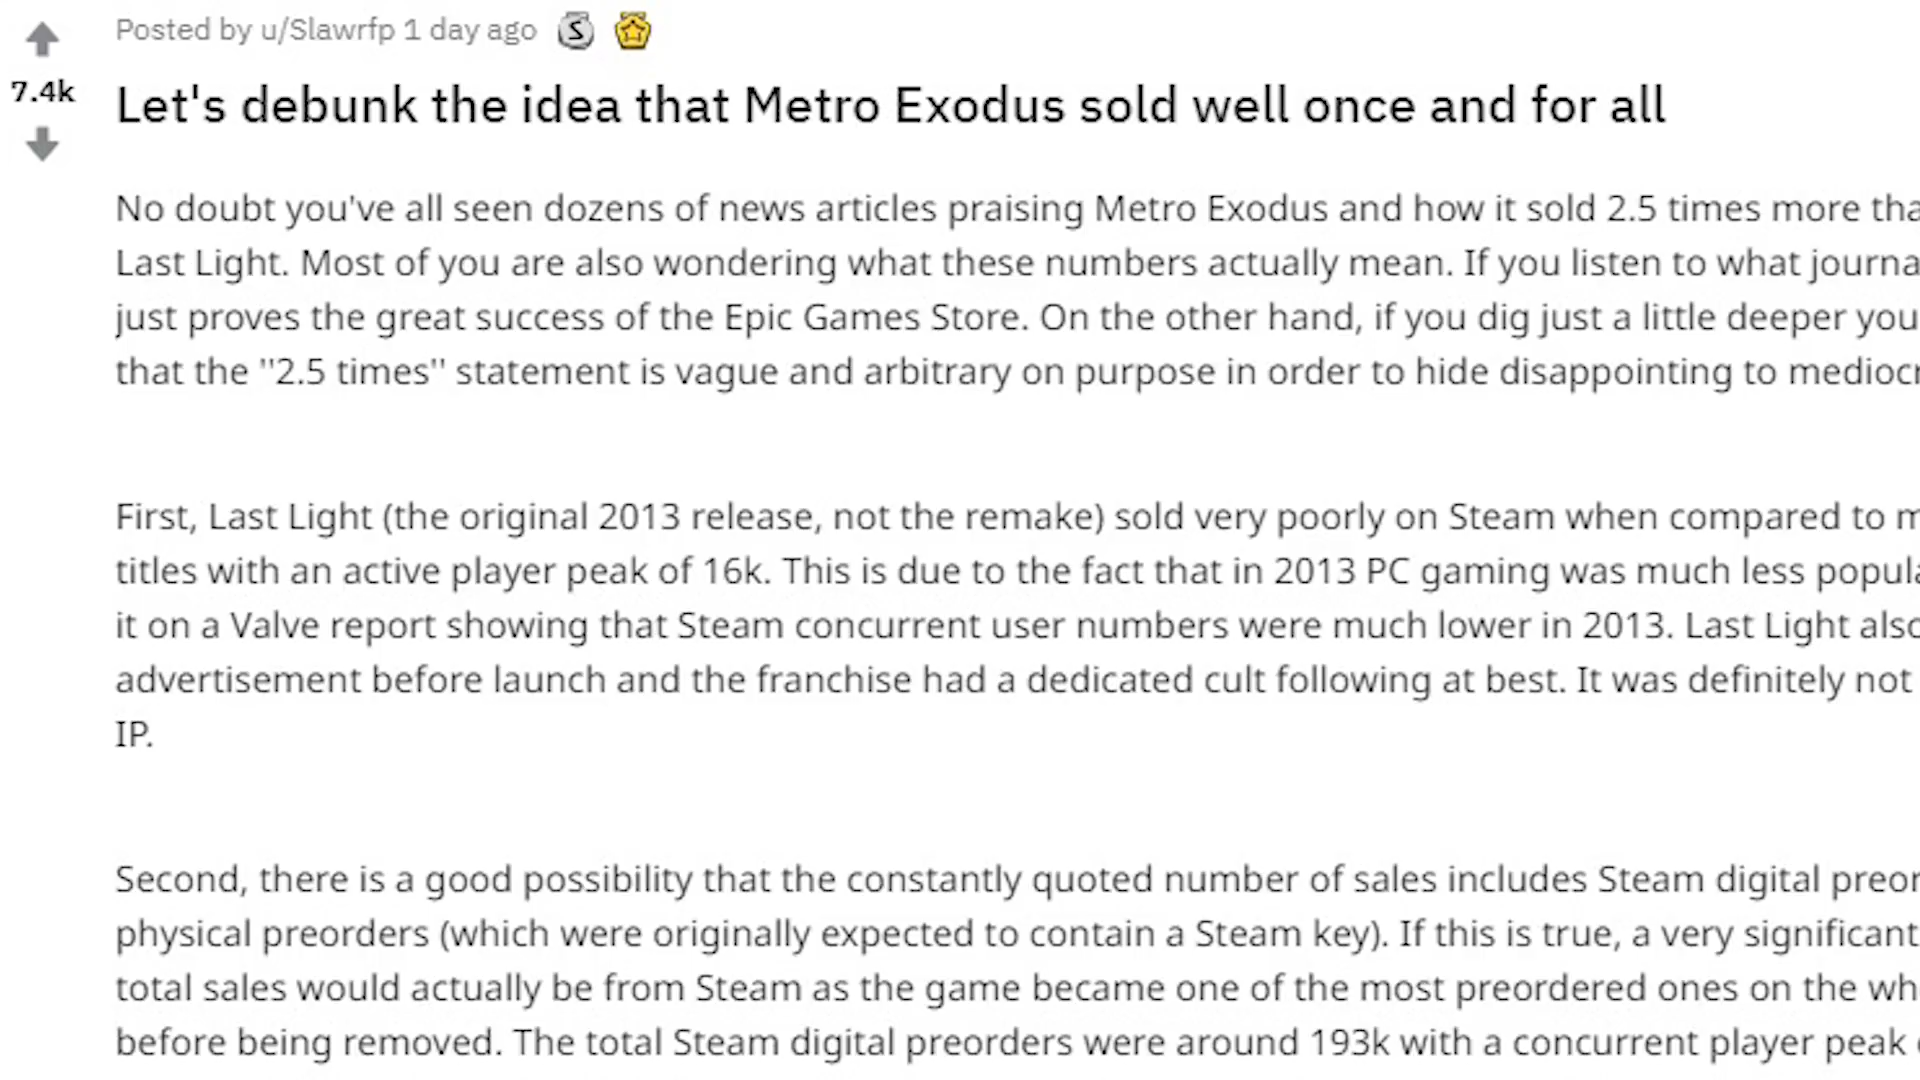 Posted by u/Slawrfp 1 day ago
7.4k
Let's debunk the idea that Metro Exodus sold well once and for all
No doubt you've all seen dozens of news articles praising Metro Exodus and how it sold 2.5 times more tha
Last Light. Most of you are also wondering what these numbers actually mean. If you listen to what journa
just proves the great success of the Epic Games Store. On the other hand, if you dig just a little deeper you
that the "2.5 times" statement is vague and arbitrary on purpose in order to hide disappointing to mediocr
First, Last Light (the original 2013 release, not the remake) sold very poorly on Steam when compared to m
titles with an active player peak of 16k. This is due to the fact that in 2013 PC gaming was much less popula
it on a Valve report showing that Steam concurrent user numbers were much lower in 2013. Last Light also
advertisement before launch and the franchise had a dedicated cult following at best. It was definitely not
IP.
Second, there is a good possibility that the constantly quoted number of sales includes Steam digital preor
physical preorders (which were originally expected to contain a Steam key). If this is true, a very significant
total sales would actually be from Steam as the game became one of the most preordered ones on the wh
before being removed. The total Steam digital preorders were around 193k with a concurrent player peak